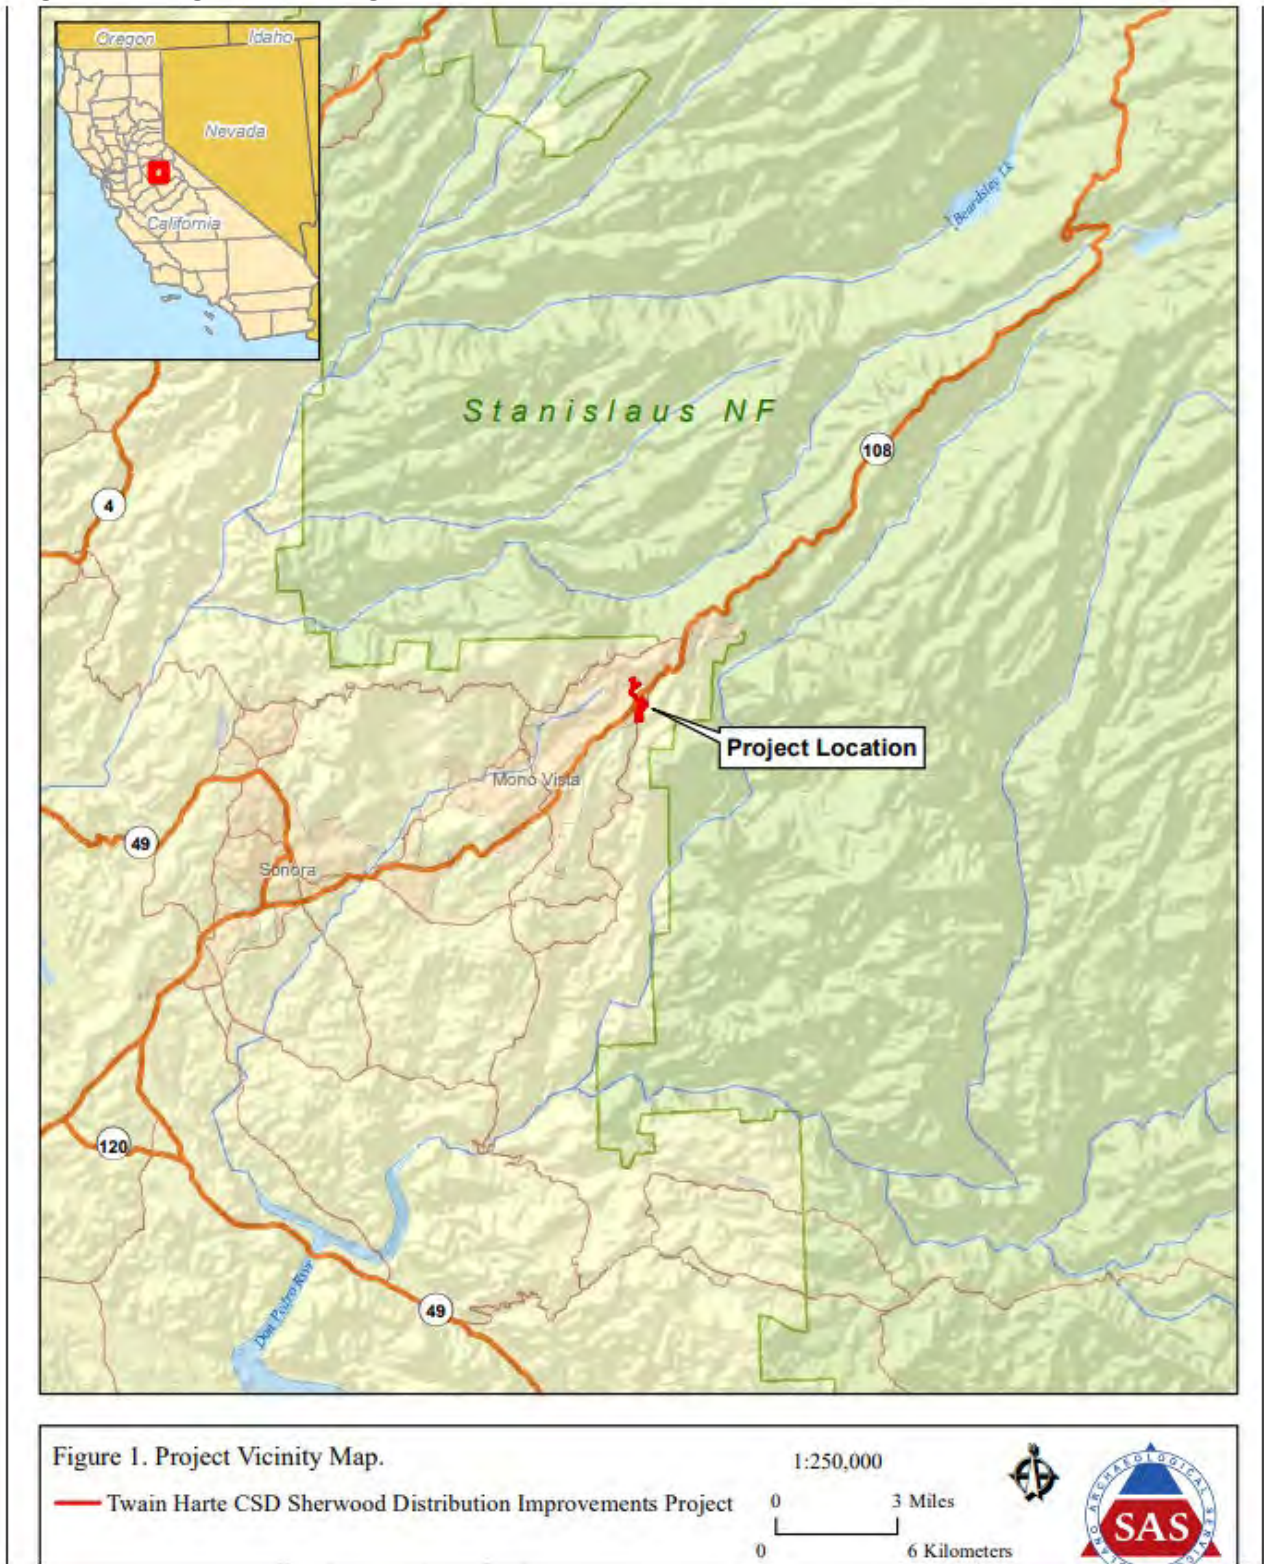 Oregon
Idaho
Nevada
California
Beardsley Lk
Stanislaus NF
108
4
Project Location
Mono Vista
49
Sonora
120
49
Don Pedro Rsvr
Figure 1. Project Vicinity Map.
1:250,000
Twain Harte CSD Sherwood Distribution Improvements Project
0 3 Miles
0 6 Kilometers
ARCHAEOLOGICAL
SAS